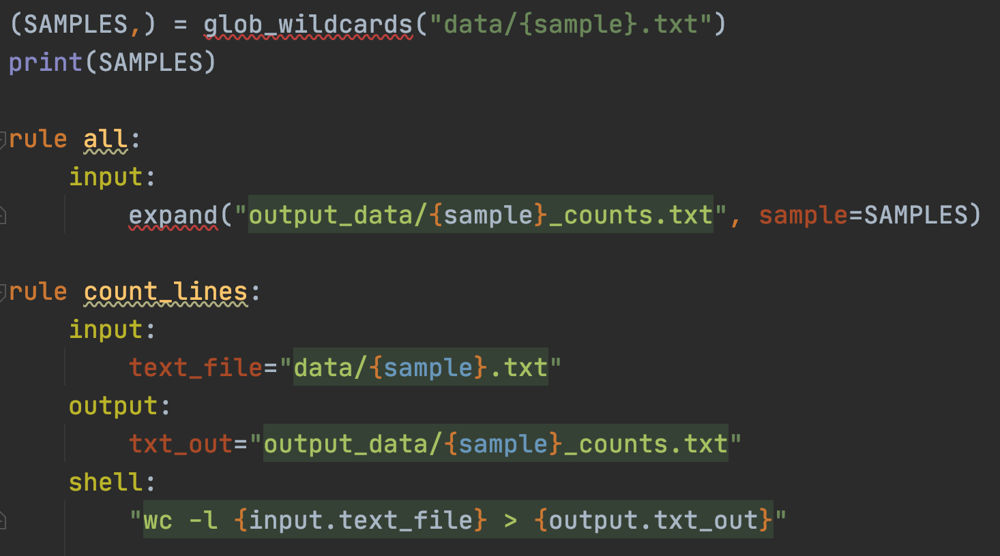 (SAMPLES,) = glob_wildcards("data/{sample}.txt")
print(SAMPLES)

rule all:
    input:
        expand("output_data/{sample}_counts.txt", sample=SAMPLES)

rule count_lines:
    input:
        text_file="data/{sample}.txt"
    output:
        txt_out="output_data/{sample}_counts.txt"
    shell:
        "wc -l {input.text_file} > {output.txt_out}"